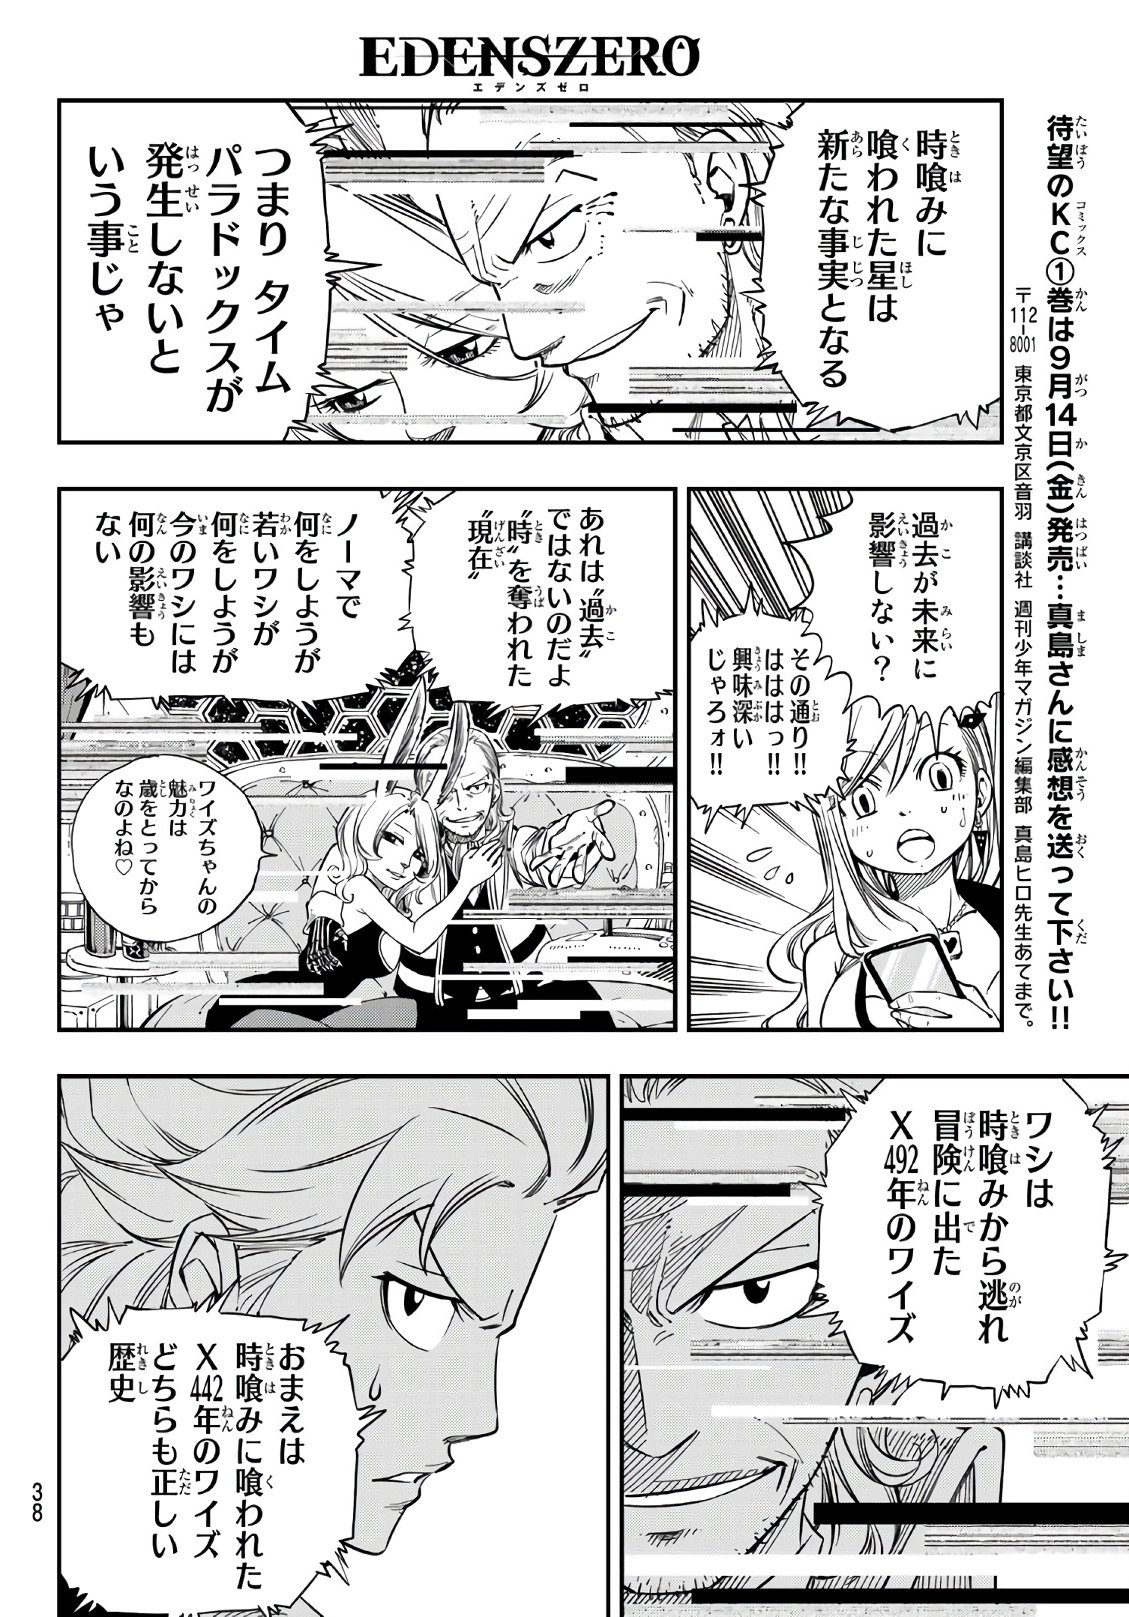 EDENSZERO
エデンズゼロ
待望のKC①巻は9月14日(金)発売…真島さんに感想を送って下さい!!
〒112-8001 東京都文京区音羽 講談社 週刊少年マガジン編集部 真島ヒロ先生あてまで。
時喰みに
喰われた星は
新たな事実となる
つまり タイム
パラドックスが
発生しないと
いう事じゃ
過去が未来に
影響しない?
その通り!!
ははははっ!!
興味深い
じゃろォ!!
あれは〝過去〟
ではないのだよ
〝時〟を奪われた
〝現在〟
ノーマで
何をしようが
若いワシが
何をしようが
今のワシには
何の影響も
ない
ワイズちゃんの
魅力は
歳をとってから
なのよね♡
ワシは
時喰みから逃れ
冒険に出た
X492年のワイズ
おまえは
時喰みに喰われた
X442年のワイズ
どちらも正しい
歴史
38